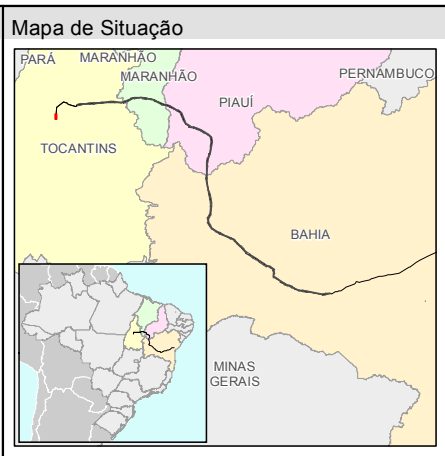 Mapa de Situação
PARÁ
MARANHÃO
MARANHÃO
PERNAMBUCO
PIAUÍ
TOCANTINS
BAHIA
MINAS
GERAIS